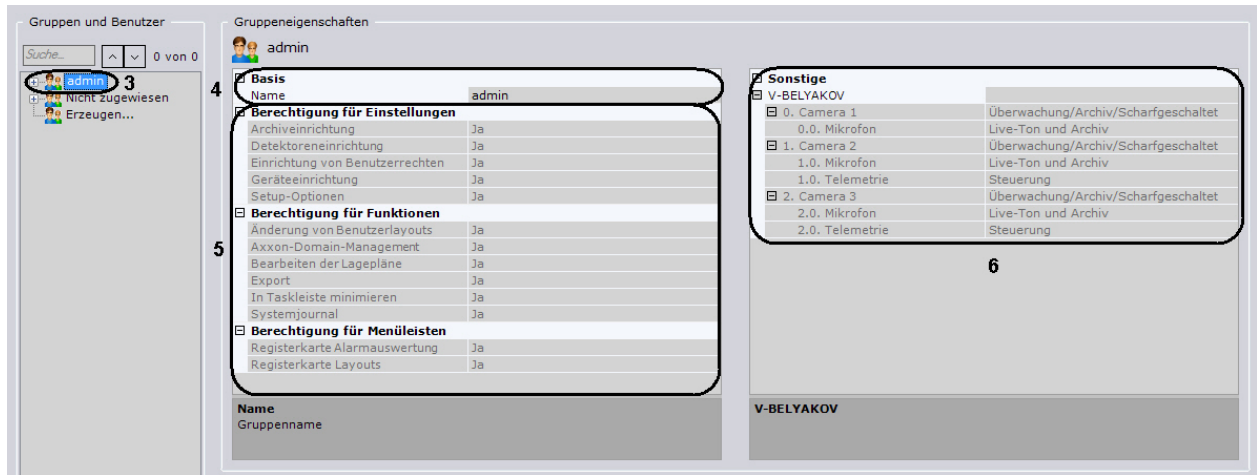 Gruppen und Benutzer
Suche...
0 von 0
admin
3
Nicht zugewiesen
Erzeugen...
Gruppeneigenschaften
admin
4
Basis
Name admin
5
Berechtigung für Einstellungen
Archiveinrichtung Ja
Detektoreneinrichtung Ja
Einrichtung von Benutzerrechten Ja
Geräteeinrichtung Ja
Setup-Optionen Ja
Berechtigung für Funktionen
Änderung von Benutzerlayouts Ja
Axxon-Domain-Management Ja
Bearbeiten der Lagepläne Ja
Export Ja
In Taskleiste minimieren Ja
Systemjournal Ja
Berechtigung für Menüleisten
Registerkarte Alarmauswertung Ja
Registerkarte Layouts Ja
Name
Gruppenname
Sonstige
V-BELYAKOV
0. Camera 1 Überwachung/Archiv/Scharfgeschaltet
0.0. Mikrofon Live-Ton und Archiv
1. Camera 2 Überwachung/Archiv/Scharfgeschaltet
1.0. Mikrofon Live-Ton und Archiv
1.0. Telemetrie Steuerung
2. Camera 3 Überwachung/Archiv/Scharfgeschaltet
2.0. Mikrofon Live-Ton und Archiv
2.0. Telemetrie Steuerung
6
V-BELYAKOV